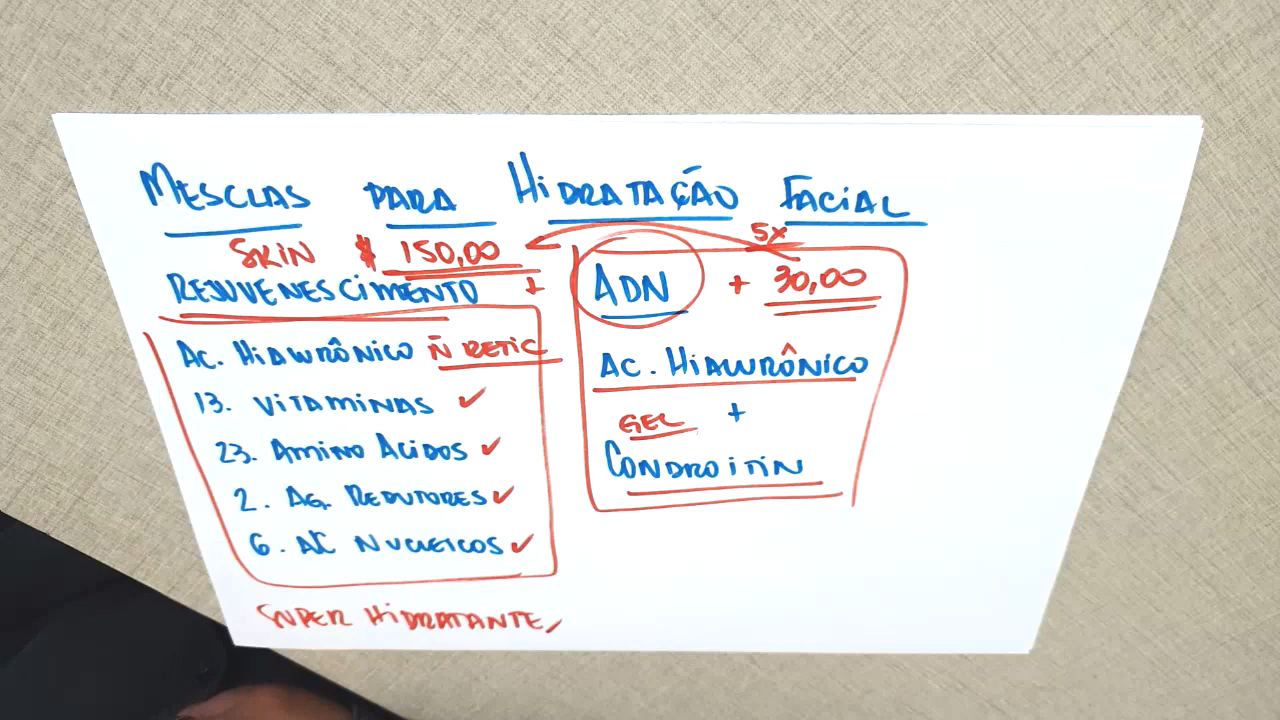 MESCLAS PARA HIDRATAÇÃO FACIAL
SKIN $ 150,00
5x
REJUVENESCIMENTO + ADN + 30,00
AC. HIALURÔNICO Ñ RETIC
13. VITAMINAS ✓
23. AMINO ACIDOS ✓
2. AG. REDUTORES ✓
6. AC NUCLEICOS ✓
SUPER HIDRATANTE,
AC. HIALURÔNICO
GEL +
CONDROITIN